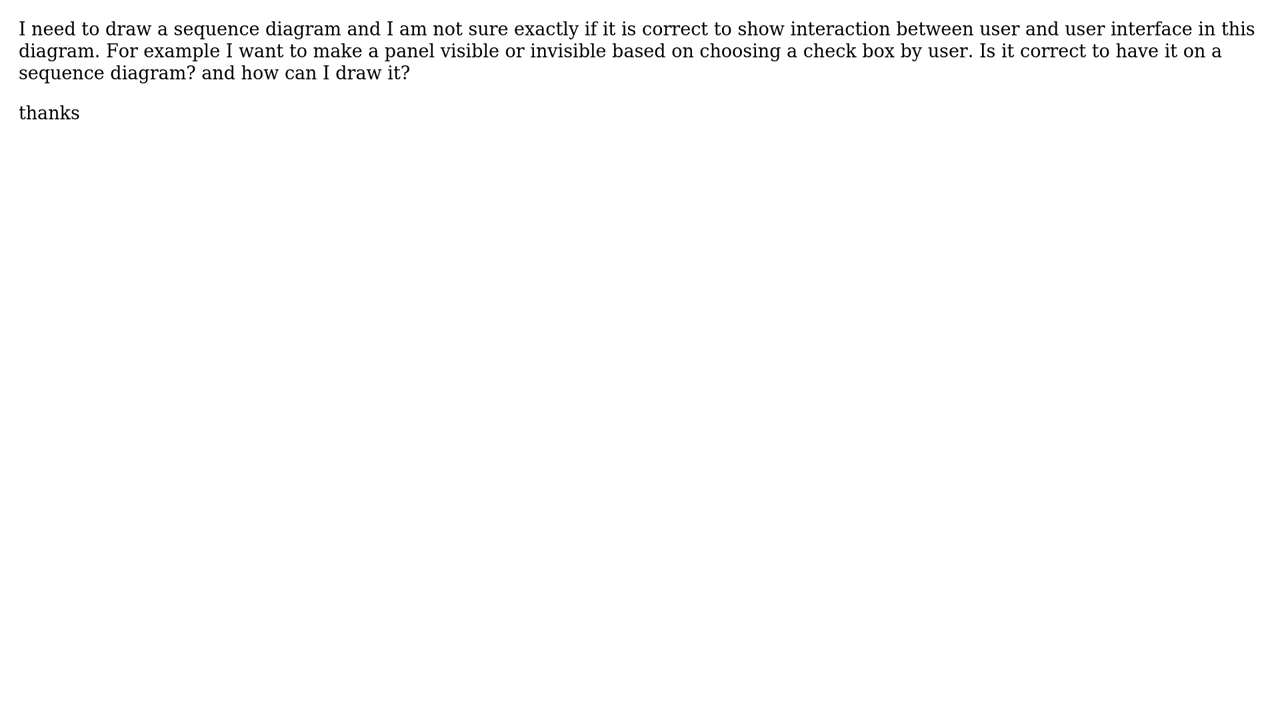 I need to draw a sequence diagram and I am not sure exactly if it is correct to show interaction between user and user interface in this
diagram. For example I want to make a panel visible or invisible based on choosing a check box by user. Is it correct to have it on a
sequence diagram? and how can I draw it?
thanks